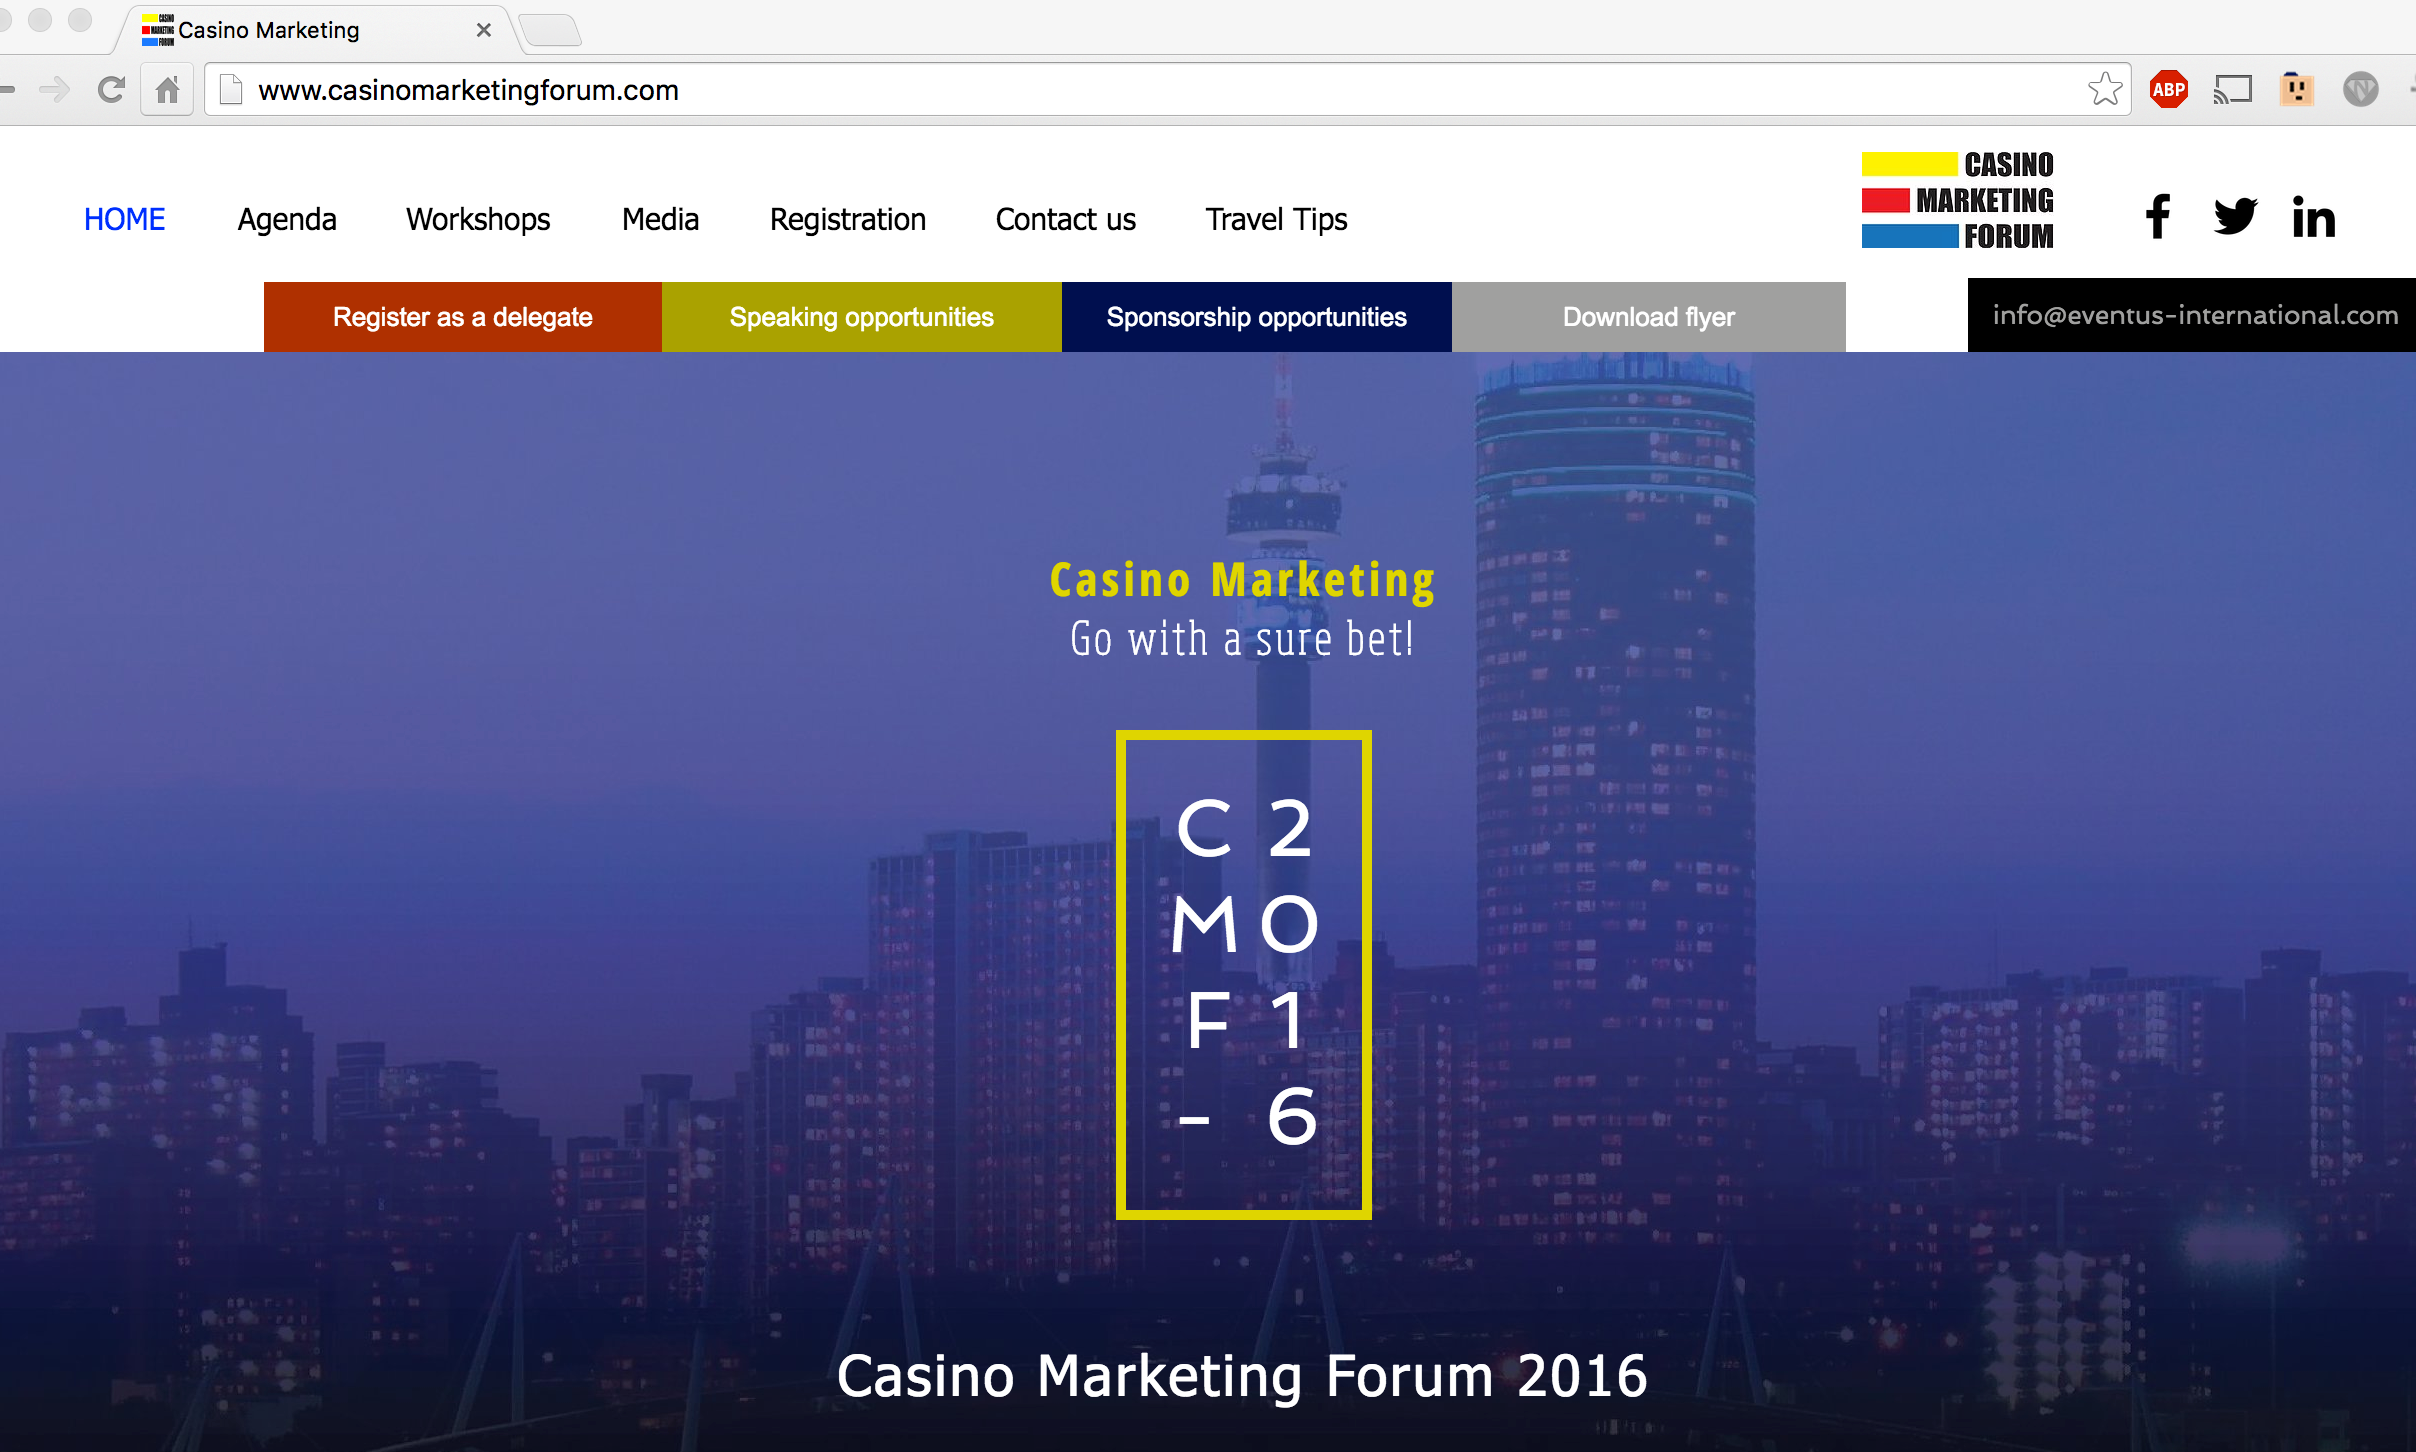 Casino Marketing
www.casinomarketingforum.com
ABP
HOME Agenda Workshops Media Registration Contact us Travel Tips
CASINO
MARKETING
FORUM
f in
Register as a delegate Speaking opportunities Sponsorship opportunities Download flyer info@eventus-international.com
Casino Marketing
Go with a sure bet!
C 2
M O
F 1
- 6
Casino Marketing Forum 2016